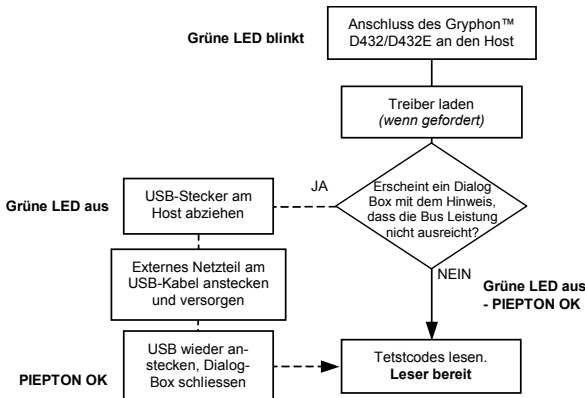 Grüne LED blinkt
Anschluss des Gryphon™
D432/D432E an den Host
Treiber laden
(wenn gefordert)
Erscheint ein Dialog
Box mit dem Hinweis,
dass die Bus Leistung
nicht ausreicht?
JA
Grüne LED aus
USB-Stecker am
Host abziehen
Externes Netzteil am
USB-Kabel anstecken
und versorgen
NEIN
Grüne LED aus
- PIEPTON OK
PIEPTON OK
USB wieder an-
stecken, Dialog-
Box schliessen
Tetstcodes lesen.
Leser bereit